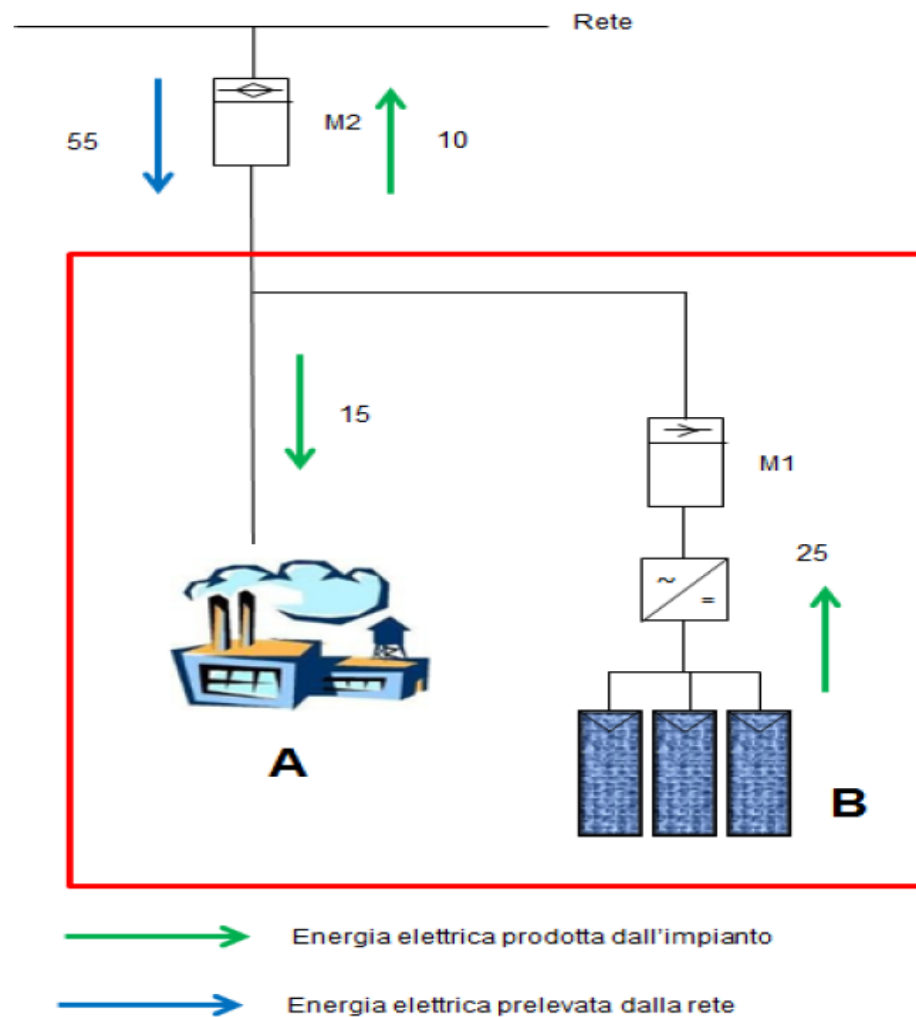 Rete
M2
55
10
15
M1
25
~
=
A
B
Energia elettrica prodotta dall'impianto
Energia elettrica prelevata dalla rete